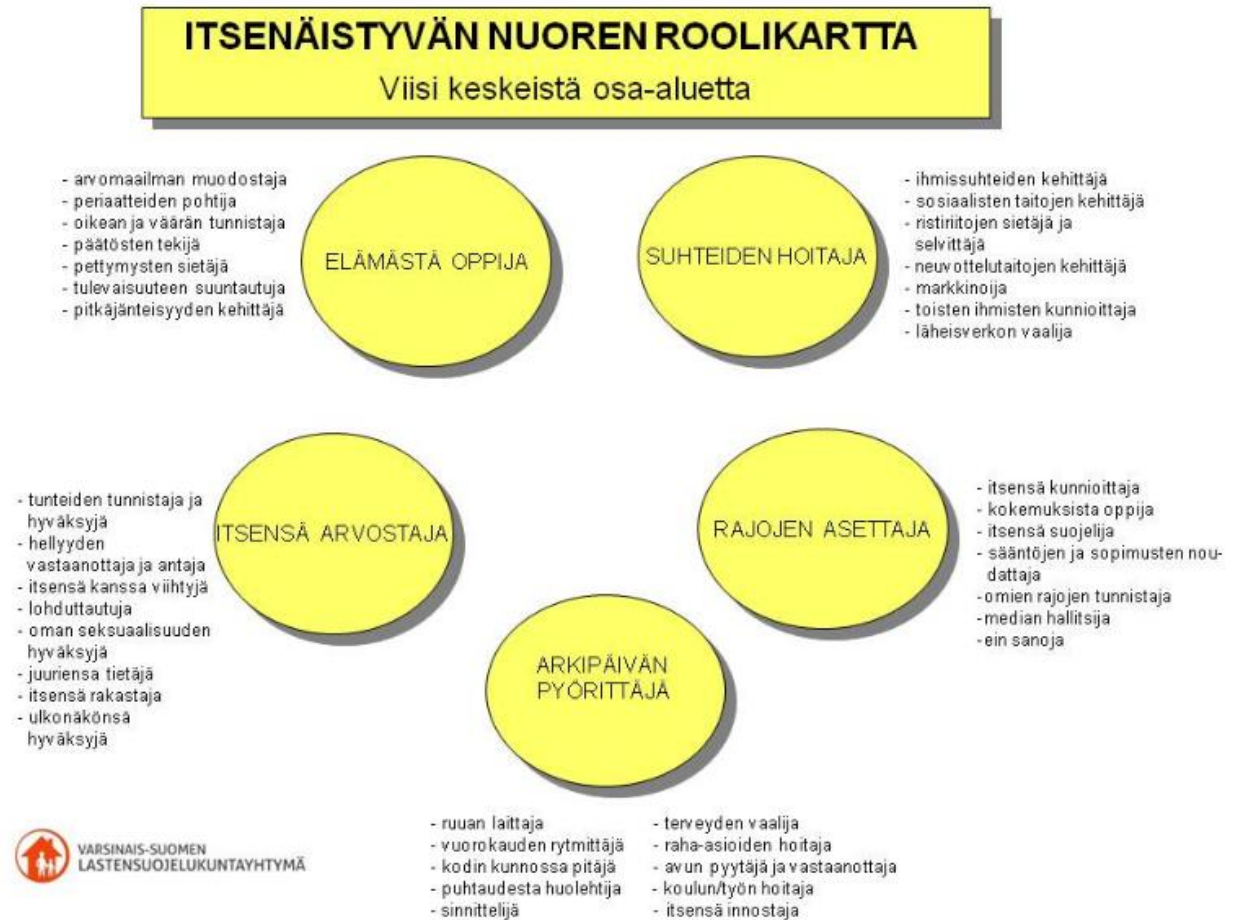 ITSENÄISTYVÄN NUOREN ROOLIKARTTA
Viisi keskeistä osa-aluetta
- arvomaailman muodostaja
- periaatteiden pohtija
- oikean ja väärän tunnistaja
- päätösten tekijä
- pettymysten sietäjä
- tulevaisuuteen suuntautuja
- pitkäjänteisyyden kehittäjä
ELÄMÄSTÄ OPPIJA
SUHTEIDEN HOITAJA
- ihmissuhteiden kehittäjä
- sosiaalisten taitojen kehittäjä
- ristiriitojen sietäjä ja
selvittäjä
- neuvottelutaitojen kehittäjä
- markkinoija
- toisten ihmisten kunnioittaja
- läheisverkon vaalija
- tunteiden tunnistaja ja
hyväksyjä
- hellyyden
vastaanottaja ja antaja
- itsensä kanssa viihtyjä
- lohduttautuja
- oman seksuaalisuuden
hyväksyjä
- juuriensa tietäjä
- itsensä rakastaja
- ulkonäkönsä
hyväksyjä
ITSENSÄ ARVOSTAJA
RAJOJEN ASETTAJA
- itsensä kunnioittaja
- kokemuksista oppija
- itsensä suojelija
- sääntöjen ja sopimusten nou-
dattaja
-omien rajojen tunnistaja
-median hallitsija
-ein sanoja
ARKIPÄIVÄN
PYÖRITTÄJÄ
- ruuan laittaja
- vuorokauden rytmittäjä
- kodin kunnossa pitäjä
- puhtaudesta huolehtija
- sinnittelijä
- terveyden vaalija
- raha-asioiden hoitaja
- avun pyytäjä ja vastaanottaja
- koulun/työn hoitaja
- itsensä innostaja
VARSINAIS-SUOMEN
LASTENSUOJELUKUNTAYHTYMÄ